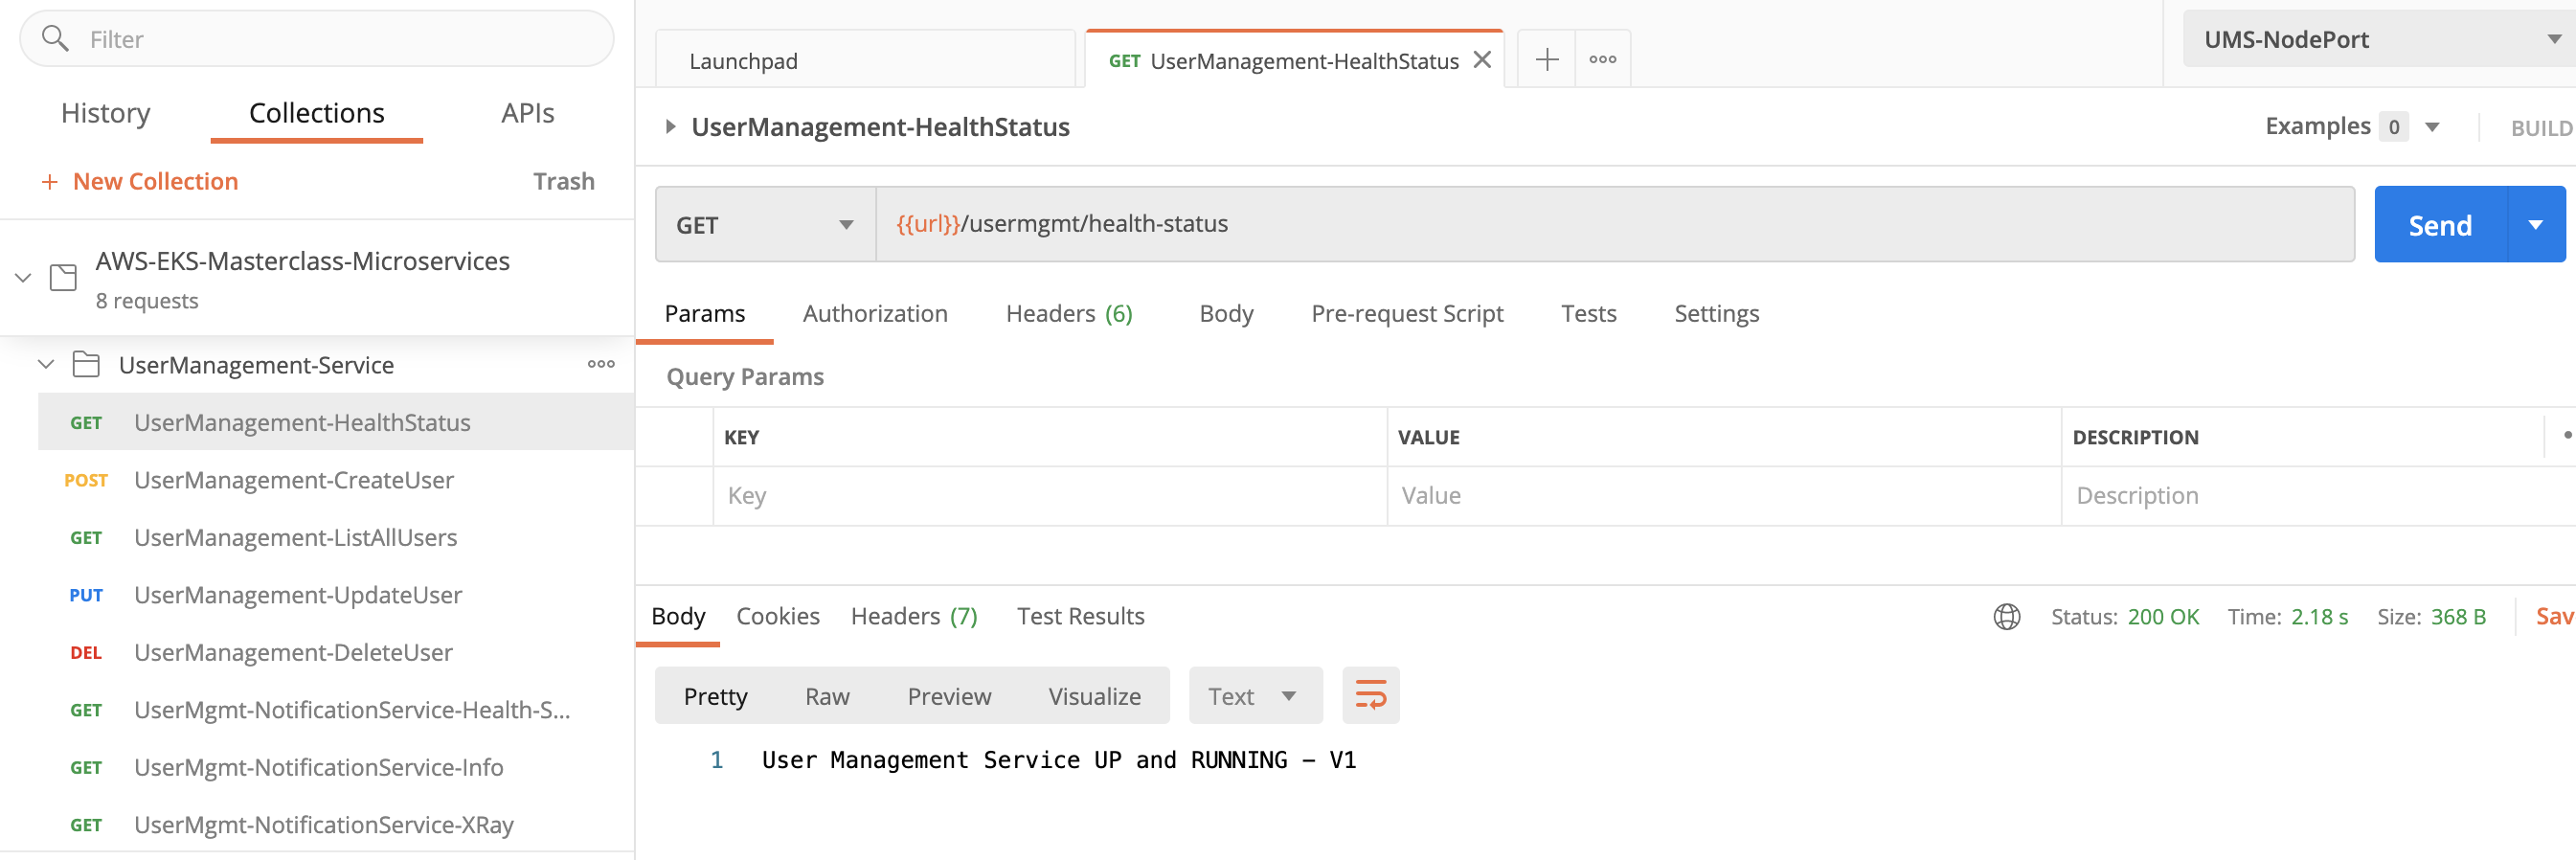 Filter
History Collections APIs
+ New Collection Trash
AWS-EKS-Masterclass-Microservices
8 requests
UserManagement-Service
GET UserManagement-HealthStatus
POST UserManagement-CreateUser
GET UserManagement-ListAllUsers
PUT UserManagement-UpdateUser
DEL UserManagement-DeleteUser
GET UserMgmt-NotificationService-Health-S...
GET UserMgmt-NotificationService-Info
GET UserMgmt-NotificationService-XRay
Launchpad
GET UserManagement-HealthStatus
UMS-NodePort
UserManagement-HealthStatus
Examples 0
BUILD
GET {{url}}/usermgmt/health-status Send
Params Authorization Headers (6) Body Pre-request Script Tests Settings
Query Params
KEY VALUE DESCRIPTION
Key Value Description
Body Cookies Headers (7) Test Results
Status: 200 OK Time: 2.18 s Size: 368 B Sav
Pretty Raw Preview Visualize Text
1 User Management Service UP and RUNNING - V1